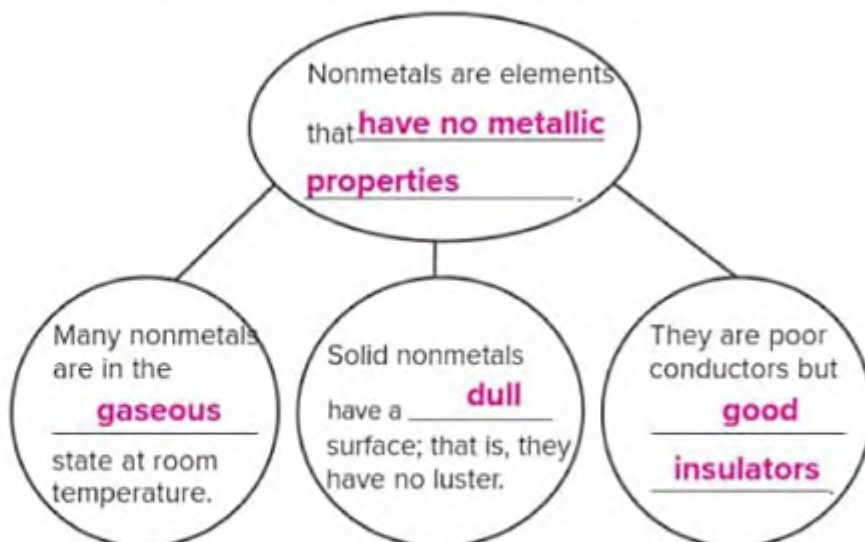 Nonmetals are elements
that have no metallic
properties.
Many nonmetals
are in the
gaseous
state at room
temperature.
Solid nonmetals
have a dull
surface; that is, they
have no luster.
They are poor
conductors but
good
insulators.